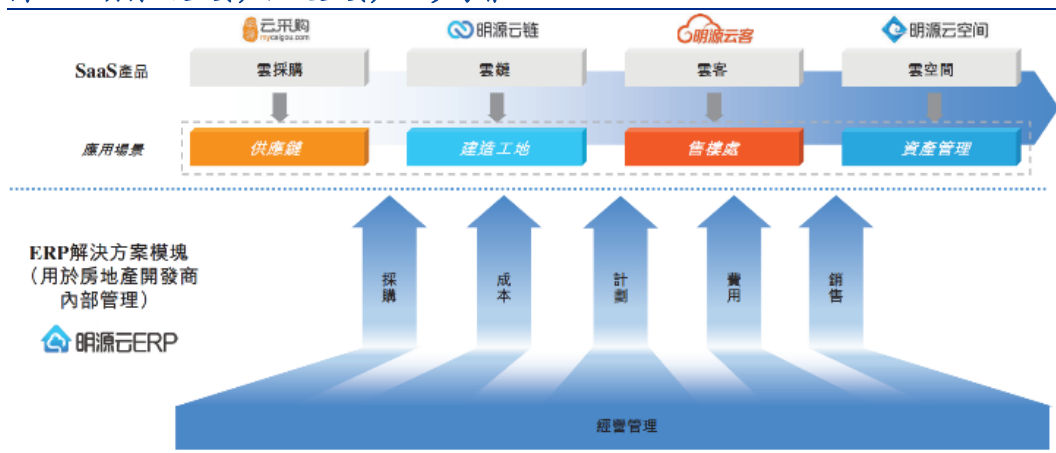 云采购 明源云链 明源云客 明源云空间
mycaigou.com
SaaS產品 雲採購 雲鏈 雲客 雲空間
應用場景 供應鏈 建造工地 售樓處 資產管理
ERP解決方案模塊
（用於房地產開發商
內部管理）
明源云ERP
採購 成本 計劃 費用 銷售
經營管理